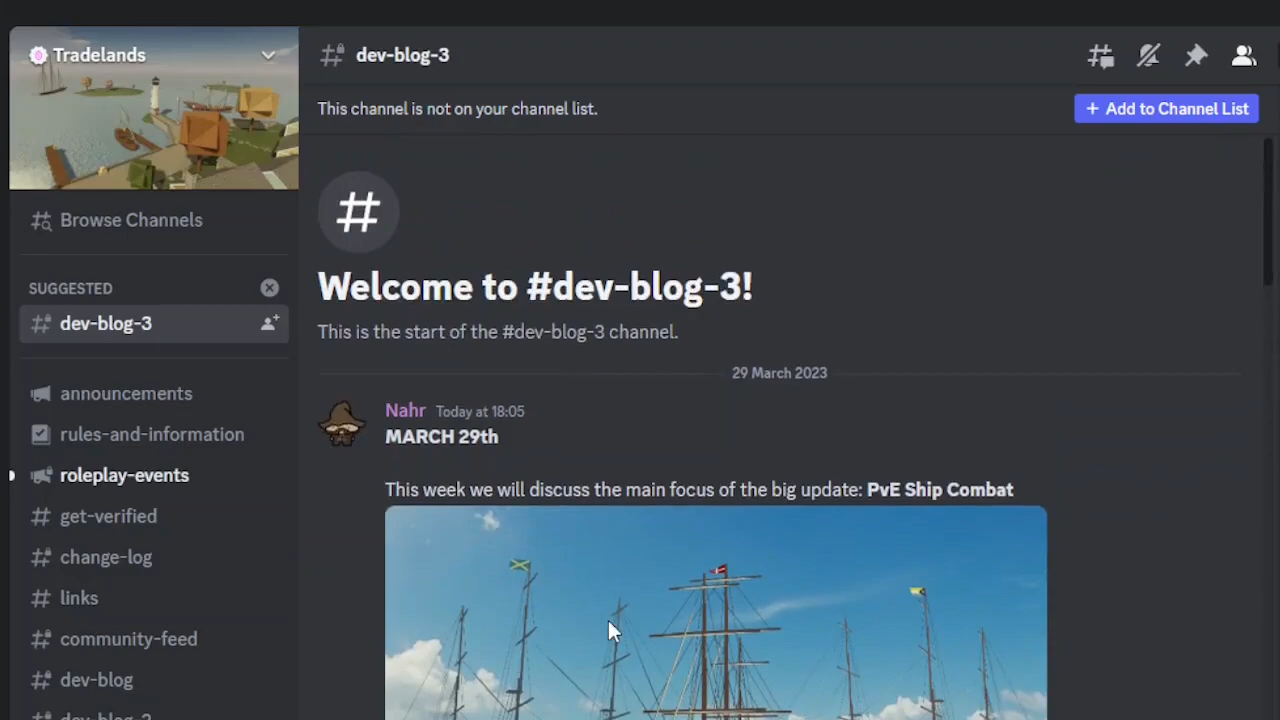 Tradelands
dev-blog-3
This channel is not on your channel list.
+ Add to Channel List
Browse Channels
SUGGESTED
dev-blog-3
announcements
rules-and-information
roleplay-events
get-verified
change-log
links
community-feed
dev-blog
dev-blog-2
Welcome to #dev-blog-3!
This is the start of the #dev-blog-3 channel.
29 March 2023
Nahr Today at 18:05
MARCH 29th
This week we will discuss the main focus of the big update: PvE Ship Combat